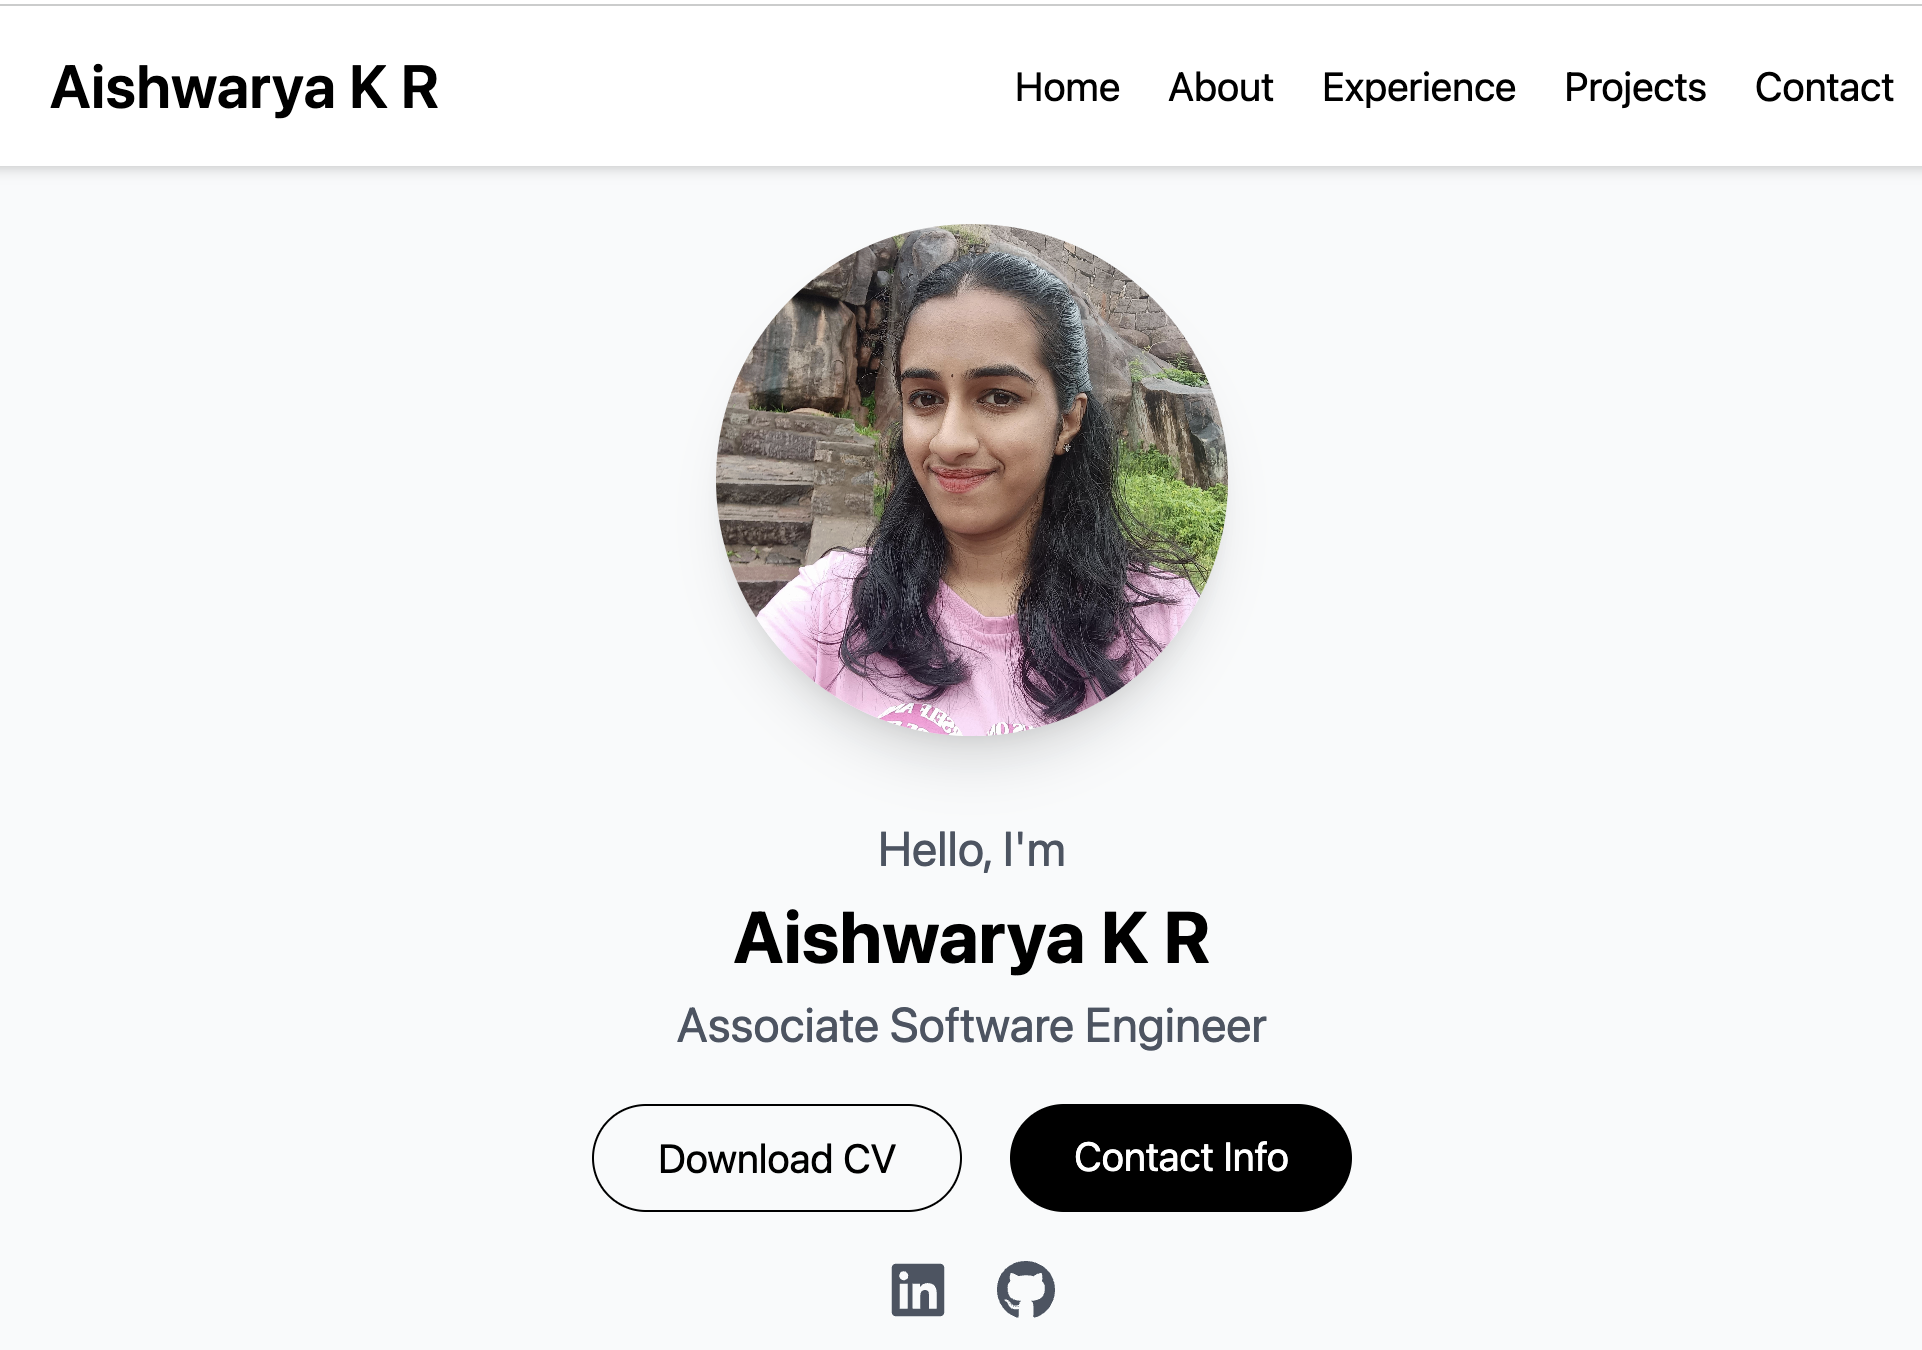 Aishwarya K R
Home About Experience Projects Contact
Hello, I'm
Aishwarya K R
Associate Software Engineer
Download CV
Contact Info
in